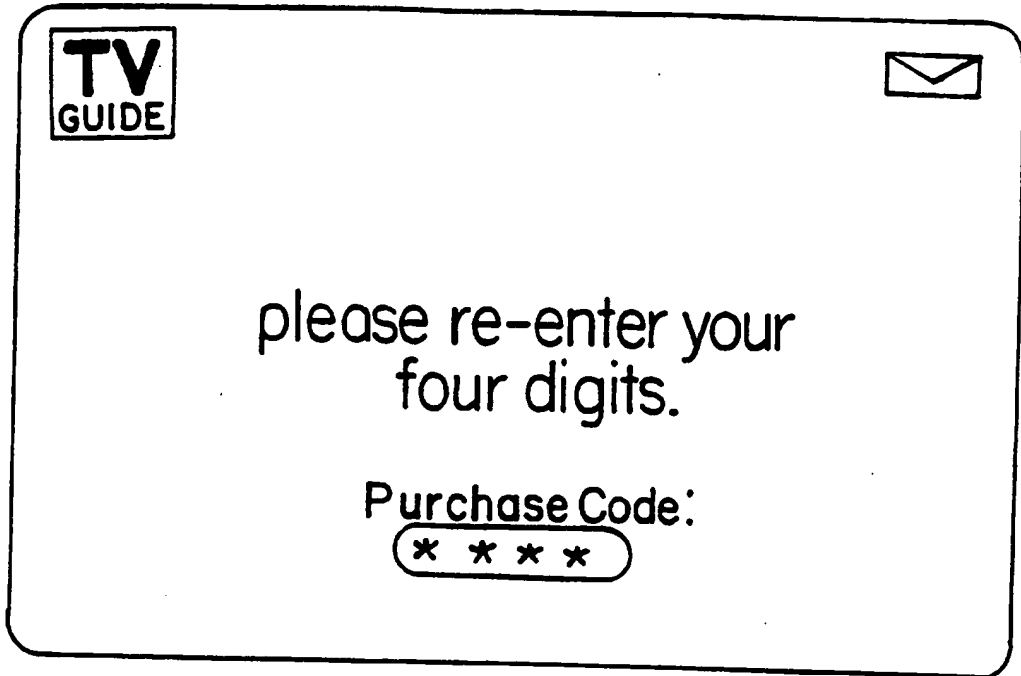 TV
GUIDE
please re-enter your
four digits.
Purchase Code:
* * * *